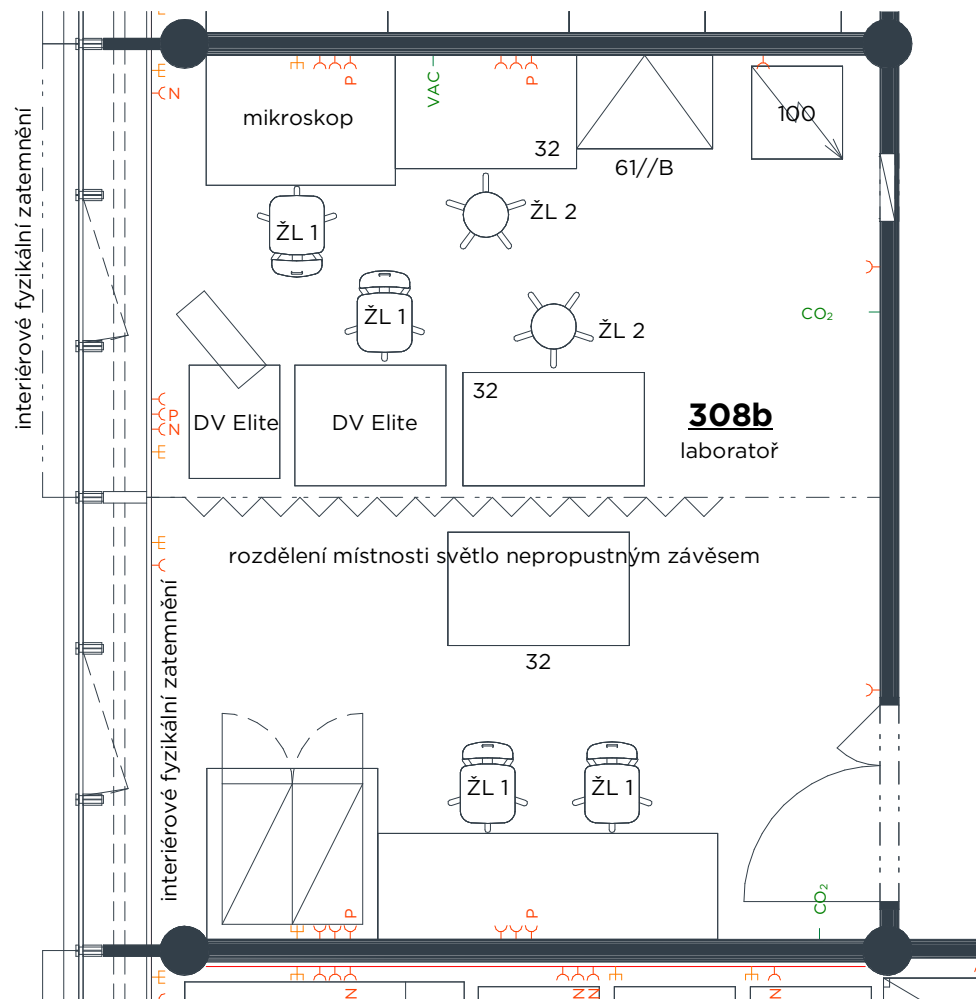 N
P
VAC
P
mikroskop
32
100
61//B
ŽL 1
ŽL 2
interiérové fyzikální zatemnění
ŽL 1
ŽL 2
CO₂
32
P
N
DV Elite
DV Elite
308b
laboratoř
rozdělení místnosti světlo nepropustným závěsem
32
interiérové fyzikální zatemnění
ŽL 1
ŽL 1
CO₂
P
P
N
N
N
N